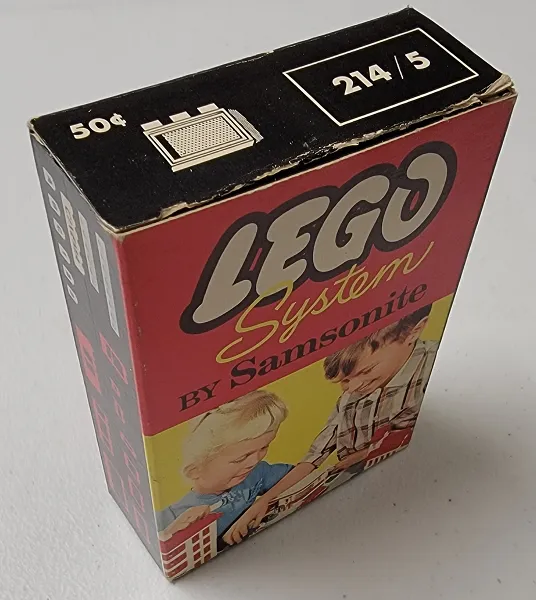 50¢
214/5
LEGO
System
BY Samsonite